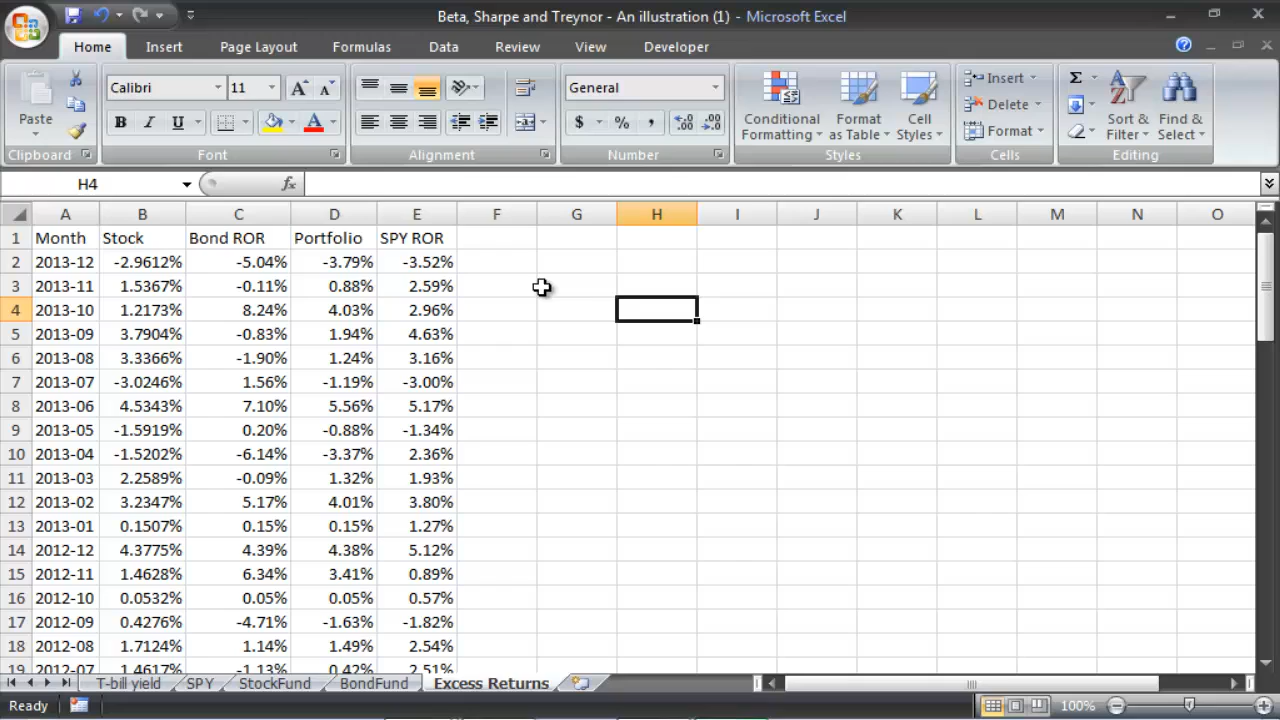 Beta, Sharpe and Treynor - An illustration (1) - Microsoft Excel
Home Insert Page Layout Formulas Data Review View Developer
Paste
Clipboard
Calibri 11
B I U A
Font
Alignment
General
$ % ,
Number
Conditional Formatting
Format as Table
Cell Styles
Styles
Insert
Delete
Format
Cells
Σ
Sort & Filter
Find & Select
Editing
H4 fx
A B C D E F G H I J K L M N O
1 Month Stock Bond ROR Portfolio SPY ROR
2 2013-12 -2.9612% -5.04% -3.79% -3.52%
3 2013-11 1.5367% -0.11% 0.88% 2.59%
4 2013-10 1.2173% 8.24% 4.03% 2.96%
5 2013-09 3.7904% -0.83% 1.94% 4.63%
6 2013-08 3.3366% -1.90% 1.24% 3.16%
7 2013-07 -3.0246% 1.56% -1.19% -3.00%
8 2013-06 4.5343% 7.10% 5.56% 5.17%
9 2013-05 -1.5919% 0.20% -0.88% -1.34%
10 2013-04 -1.5202% -6.14% -3.37% 2.36%
11 2013-03 2.2589% -0.09% 1.32% 1.93%
12 2013-02 3.2347% 5.17% 4.01% 3.80%
13 2013-01 0.1507% 0.15% 0.15% 1.27%
14 2012-12 4.3775% 4.39% 4.38% 5.12%
15 2012-11 1.4628% 6.34% 3.41% 0.89%
16 2012-10 0.0532% 0.05% 0.05% 0.57%
17 2012-09 0.4276% -4.71% -1.63% -1.82%
18 2012-08 1.7124% 1.14% 1.49% 2.54%
19 2012-07 1.4617% -1.13% 0.42% 2.51%
T-bill yield SPY StockFund BondFund Excess Returns
Ready 100%